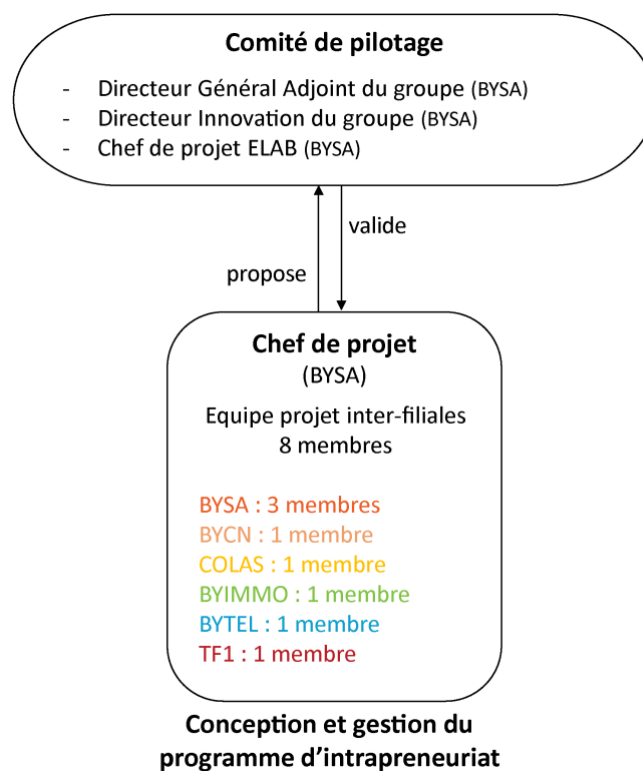 Comité de pilotage
- Directeur Général Adjoint du groupe (BYSA)
- Directeur Innovation du groupe (BYSA)
- Chef de projet ELAB (BYSA)
valide
propose
Chef de projet
(BYSA)
Equipe projet inter-filiales
8 membres
BYSA : 3 membres
BYCN : 1 membre
COLAS : 1 membre
BYIMMO : 1 membre
BYTEL : 1 membre
TF1 : 1 membre
Conception et gestion du
programme d’intrapreneuriat